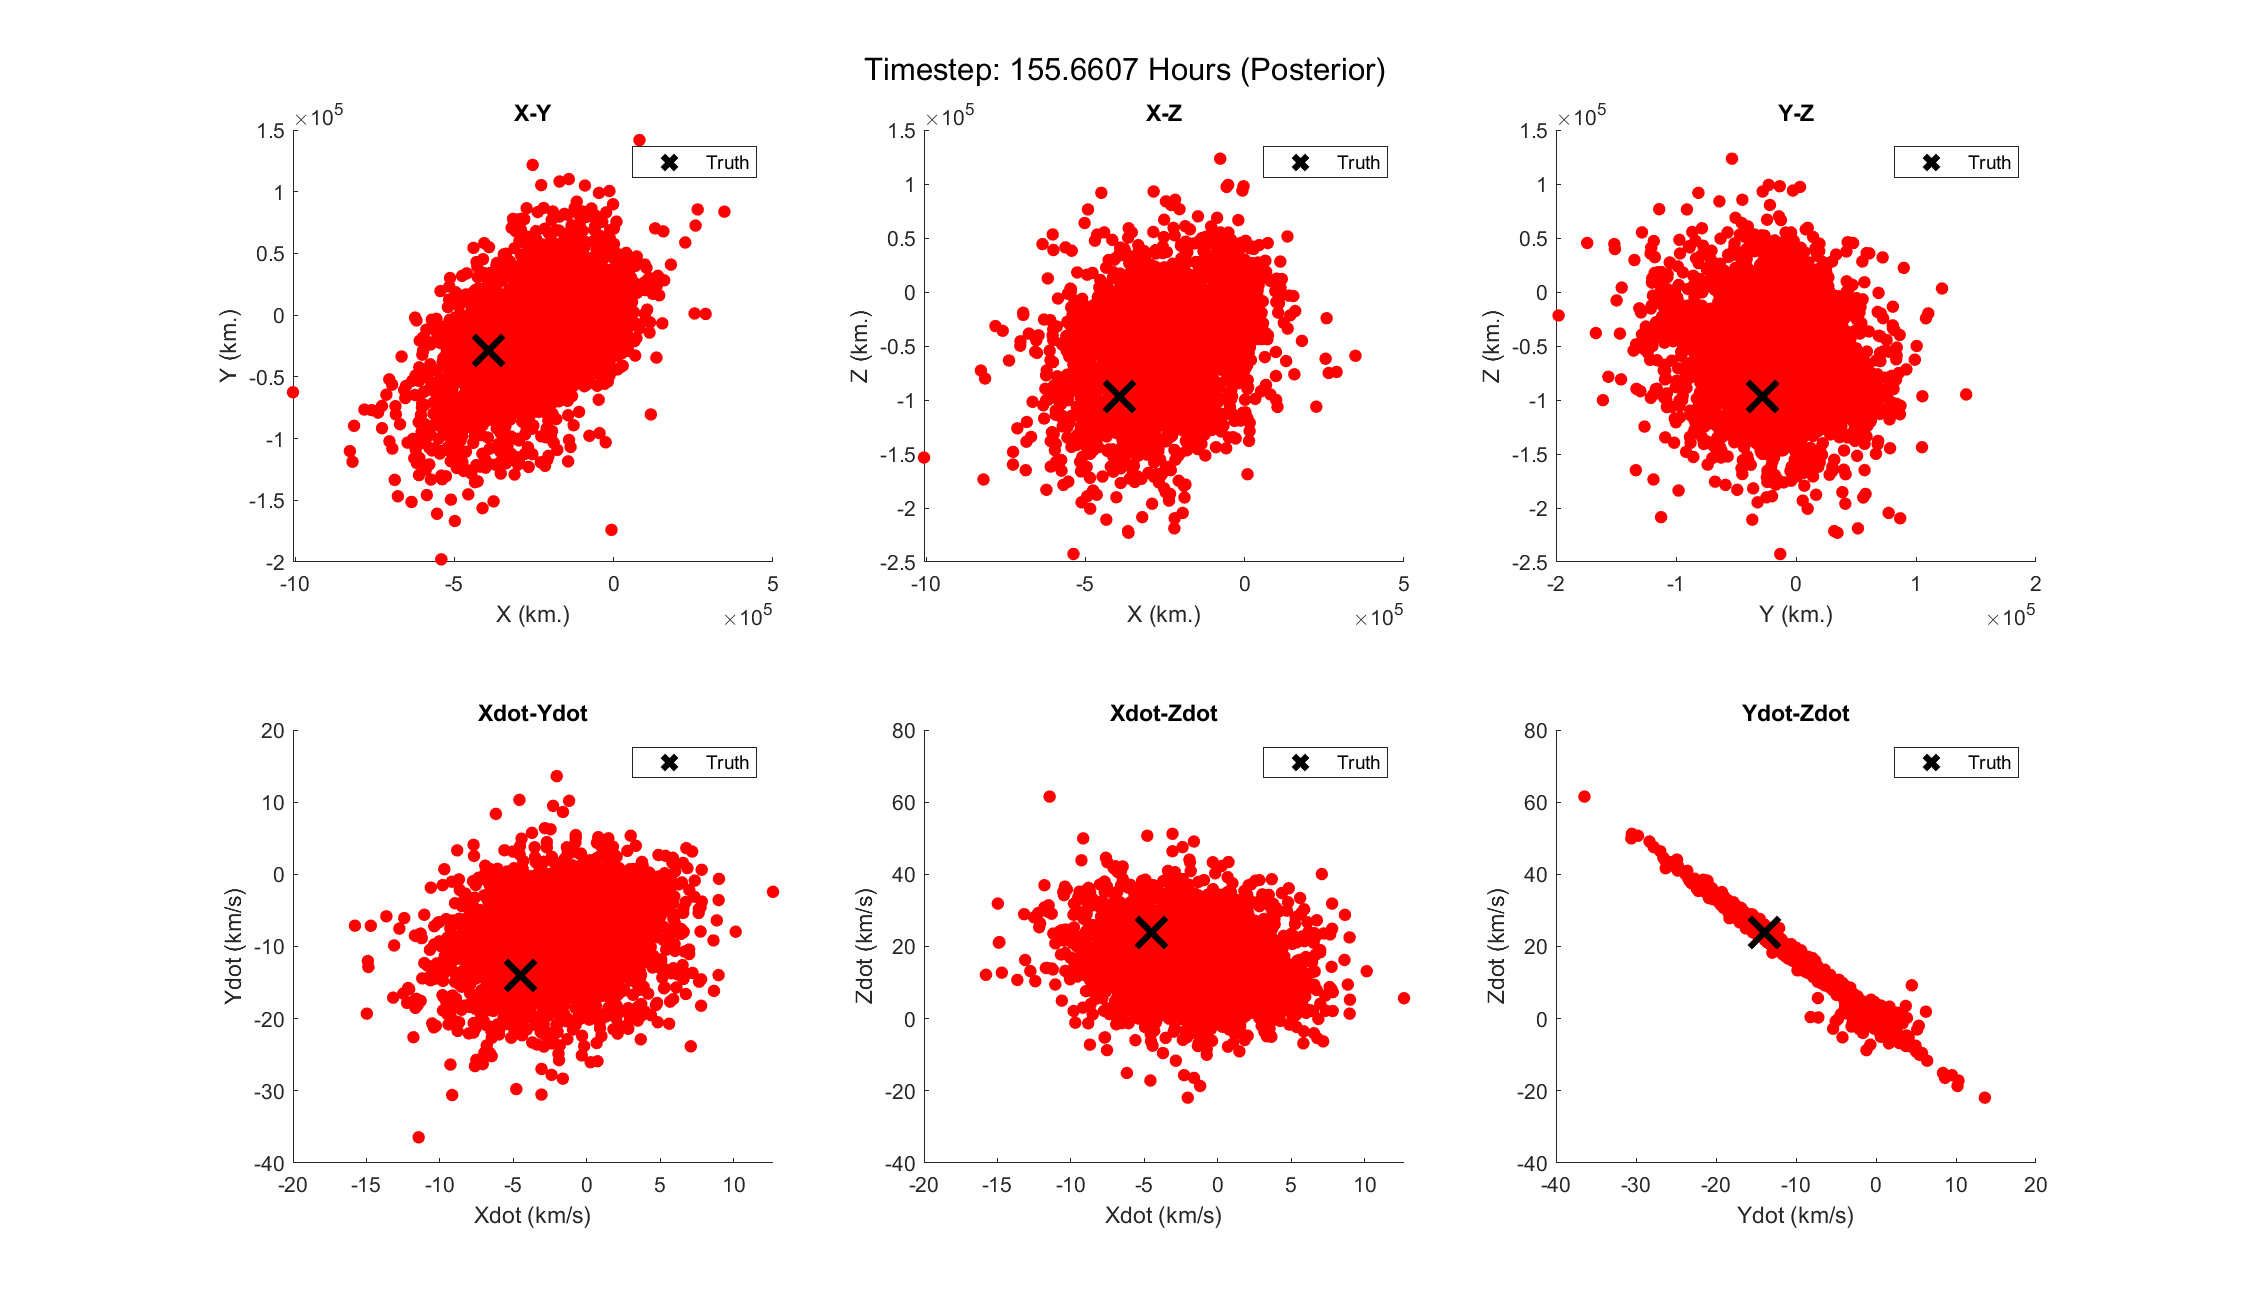 Timestep: 155.6607 Hours (Posterior)
X-Y
×10^5
1.5
1
0.5
0
-0.5
-1
-1.5
-2
Y (km.)
Truth
-10 -5 0 5
X (km.)
×10^5
X-Z
×10^5
1.5
1
0.5
0
-0.5
-1
-1.5
-2
-2.5
Z (km.)
Truth
-10 -5 0 5
X (km.)
×10^5
Y-Z
×10^5
1.5
1
0.5
0
-0.5
-1
-1.5
-2
-2.5
Z (km.)
Truth
-2 -1 0 1 2
Y (km.)
×10^5
Xdot-Ydot
20
10
0
-10
-20
-30
-40
Ydot (km/s)
Truth
-20 -15 -10 -5 0 5 10
Xdot (km/s)
Xdot-Zdot
80
60
40
20
0
-20
-40
Zdot (km/s)
Truth
-20 -15 -10 -5 0 5 10
Xdot (km/s)
Ydot-Zdot
80
60
40
20
0
-20
-40
Zdot (km/s)
Truth
-40 -30 -20 -10 0 10 20
Ydot (km/s)